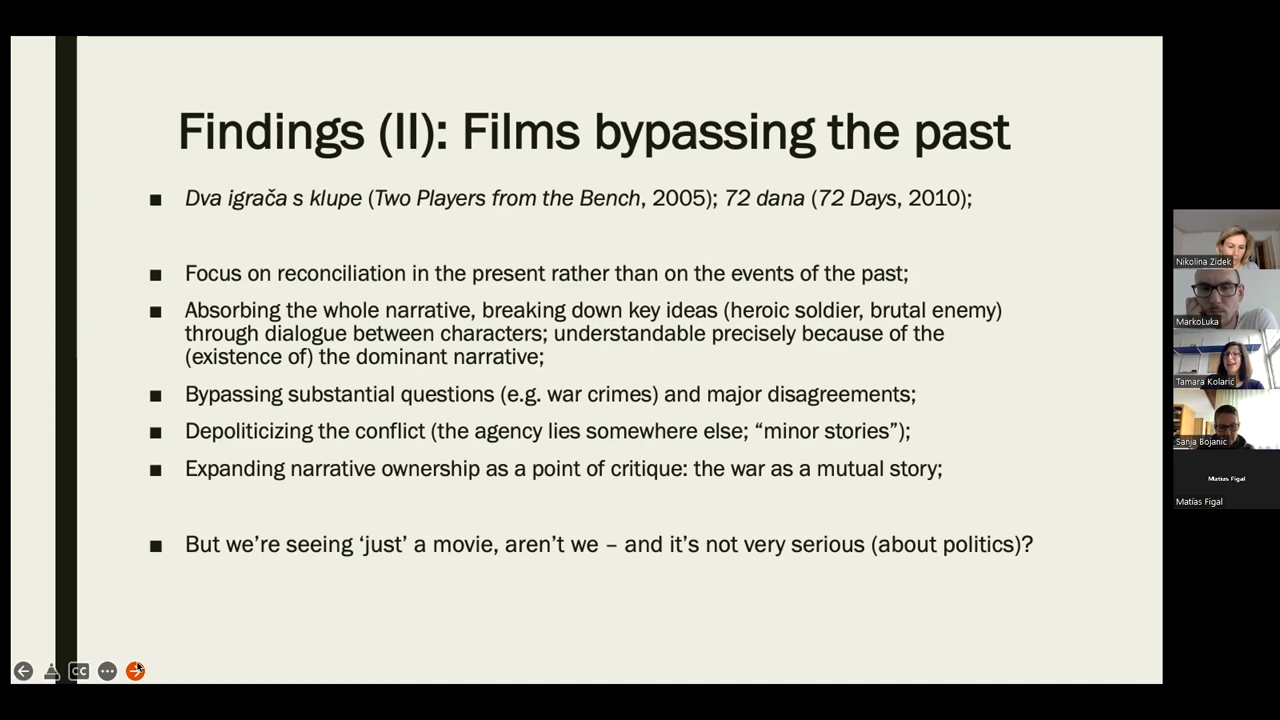 Findings (II): Films bypassing the past
■ Dva igrača s klupe (Two Players from the Bench, 2005); 72 dana (72 Days, 2010);
■ Focus on reconciliation in the present rather than on the events of the past;
■ Absorbing the whole narrative, breaking down key ideas (heroic soldier, brutal enemy)
through dialogue between characters; understandable precisely because of the
(existence of) the dominant narrative;
■ Bypassing substantial questions (e.g. war crimes) and major disagreements;
■ Depoliticizing the conflict (the agency lies somewhere else; “minor stories”);
■ Expanding narrative ownership as a point of critique: the war as a mutual story;
■ But we’re seeing ‘just’ a movie, aren’t we – and it’s not very serious (about politics)?
CC
Nikolina Zidek
MarkoLuka
Tamara Kolarić
Sanja Bojanic
Matias Figal
Matías Figal